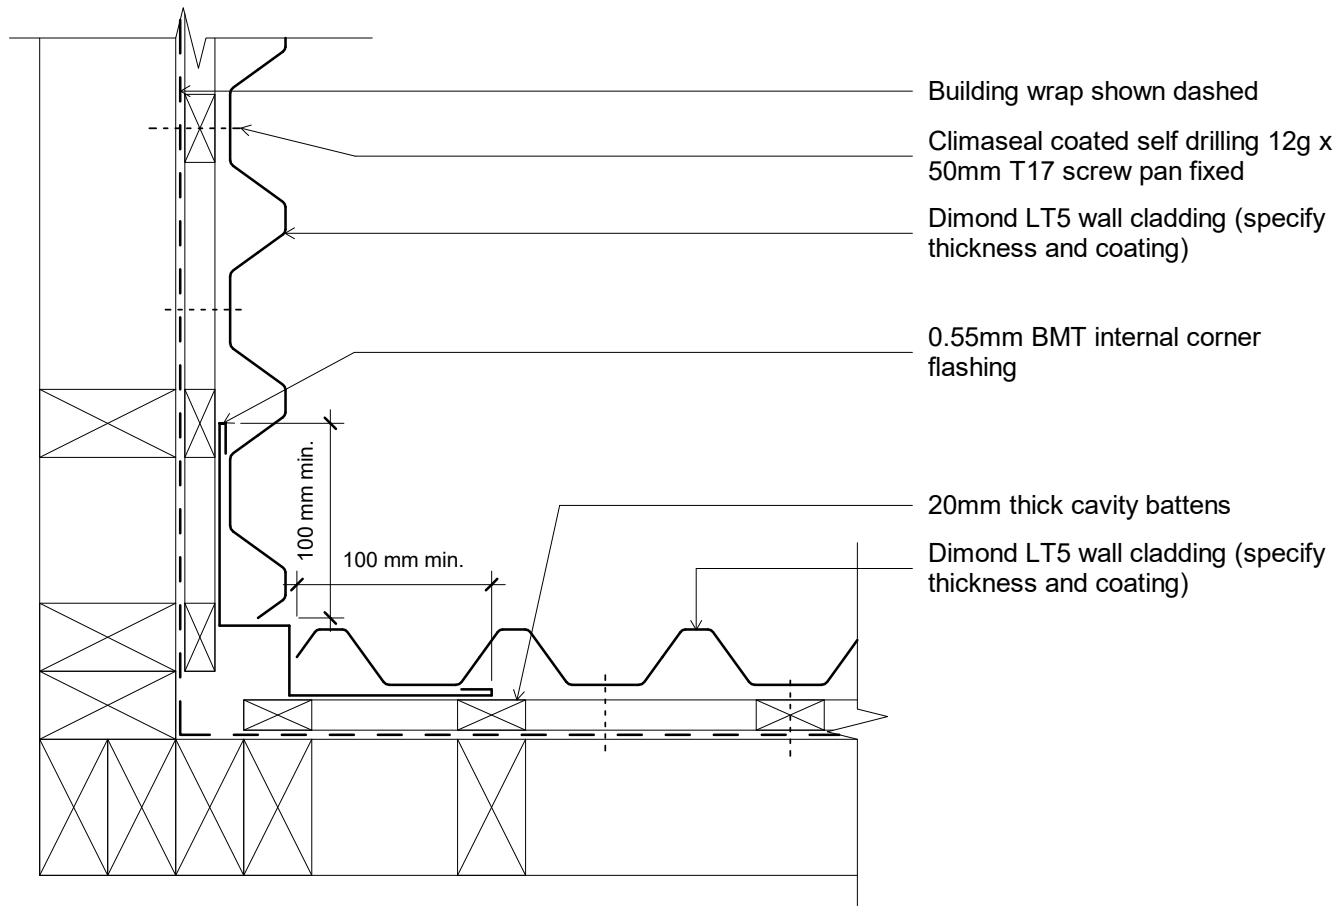 Building wrap shown dashed
Climaseal coated self drilling 12g x
50mm T17 screw pan fixed
Dimond LT5 wall cladding (specify
thickness and coating)
0.55mm BMT internal corner
flashing
100 mm min.
100 mm min.
20mm thick cavity battens
Dimond LT5 wall cladding (specify
thickness and coating)